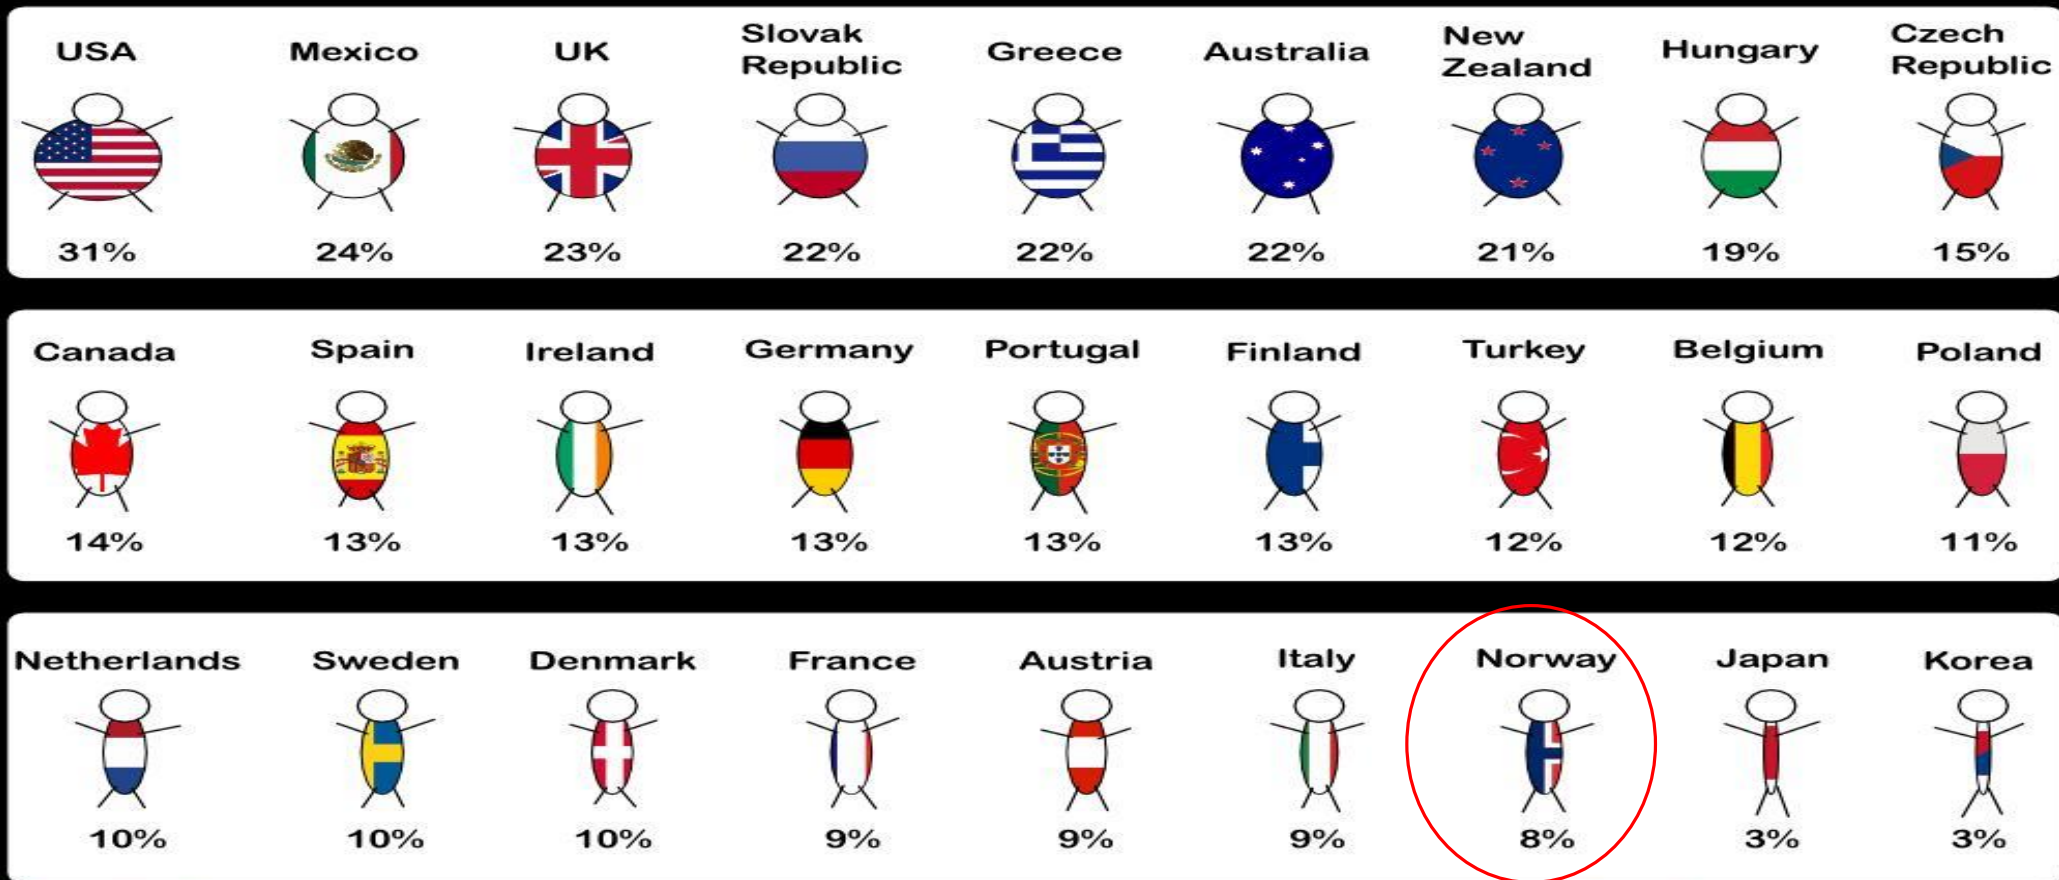 USA
Mexico
UK
Slovak
Republic
Greece
Australia
New
Zealand
Hungary
Czech
Republic
31%
24%
23%
22%
22%
22%
21%
19%
15%
Canada
Spain
Ireland
Germany
Portugal
Finland
Turkey
Belgium
Poland
14%
13%
13%
13%
13%
13%
12%
12%
11%
Netherlands
Sweden
Denmark
France
Austria
Italy
Norway
Japan
Korea
10%
10%
10%
9%
9%
9%
8%
3%
3%